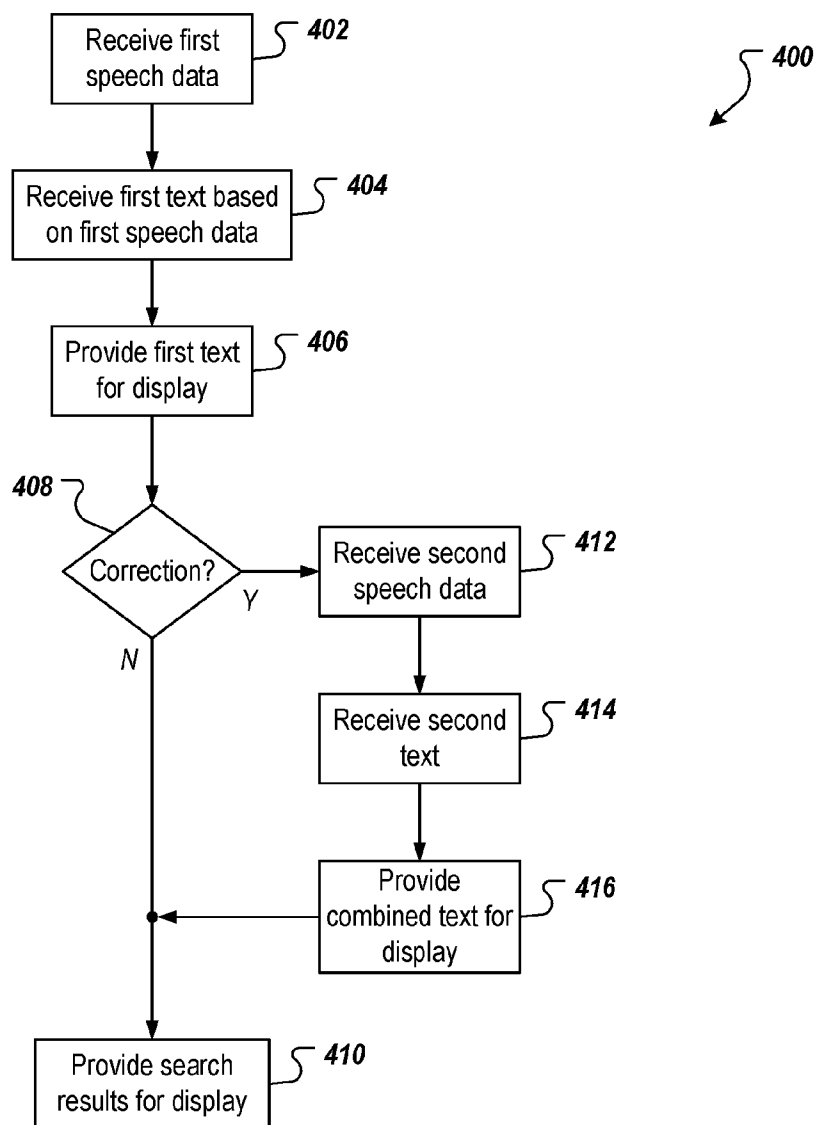 Receive first
speech data
402
400
Receive first text based
on first speech data
404
Provide first text
for display
406
408
Correction?
Y
N
Receive second
speech data
412
Receive second
text
414
Provide
combined text for
display
416
Provide search
results for display
410